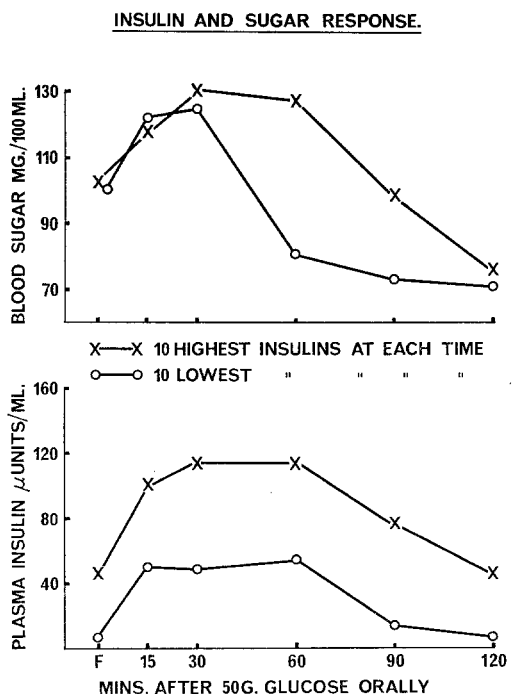 INSULIN AND SUGAR RESPONSE.
BLOOD SUGAR MG./100 ML.
130
110
90
70
X—X 10 HIGHEST INSULINS AT EACH TIME
O—O 10 LOWEST " " " "
PLASMA INSULIN μUNITS/ML.
160
120
80
40
F 15 30 60 90 120
MINS. AFTER 50G. GLUCOSE ORALLY